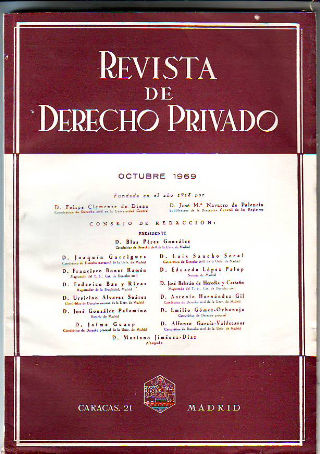 REVISTA
DE
DERECHO PRIVADO
OCTUBRE 1969
Fundada en el año 1913 por
D. Felipe Clemente de Diego
D. José Mª Navarro de Palencia
CONSEJO DE REDACCION:
PRESIDENTE
D. Blas Pérez González
D. Joaquín Garrigues
D. Luis Sancho Seral
D. Francisco Bonet Ramón
D. Eduardo López Palop
D. Federico Bas y Rivas
D. José Beltrán de Heredia y Castaño
D. Ursicino Alvarez Suárez
D. Antonio Hernández Gil
D. José González Palomino
D. Emilio Gómez Orbaneja
D. Jaime Guasp
D. Alfonso García Valdecasas
D. Mariano Jiménez Díaz
Abogado
CARACAS, 21 MADRID